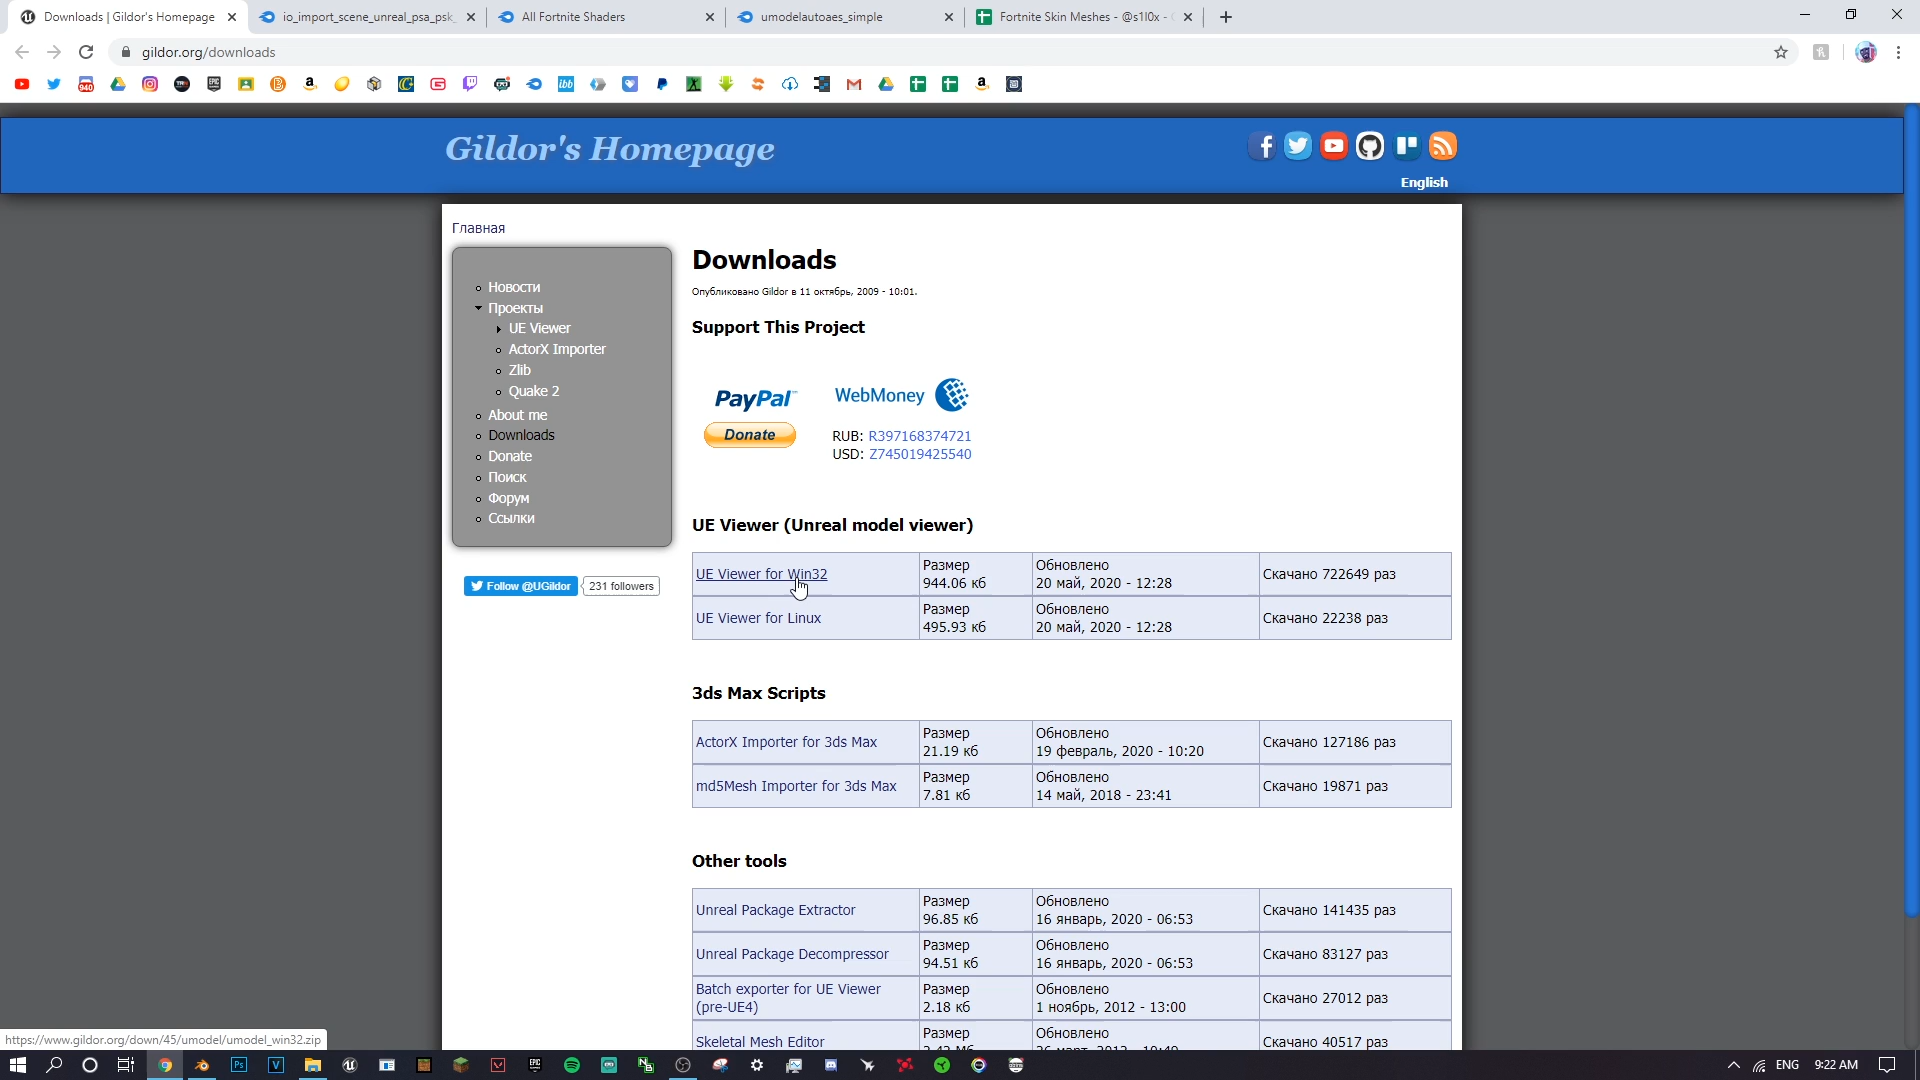 Downloads | Gildor's Homepage
io_import_scene_unreal_psa_psk_
All Fortnite Shaders
umodelautoaes_simple
Fortnite Skin Meshes - @s1l0x -
gildor.org/downloads
940
ibb
Gildor's Homepage
English
Главная
Новости
Проекты
UE Viewer
ActorX Importer
Zlib
Quake 2
About me
Downloads
Donate
Поиск
Форум
Ссылки
Follow @UGildor
231 followers
Downloads
Опубликовано Gildor в 11 октябрь, 2009 - 10:01.
Support This Project
PayPal
WebMoney
Donate
RUB: R397168374721
USD: Z745019425540
UE Viewer (Unreal model viewer)
UE Viewer for Win32
Размер
944.06 кб
Обновлено
20 май, 2020 - 12:28
Скачано 722649 раз
UE Viewer for Linux
Размер
495.93 кб
Обновлено
20 май, 2020 - 12:28
Скачано 22238 раз
3ds Max Scripts
ActorX Importer for 3ds Max
Размер
21.19 кб
Обновлено
19 февраль, 2020 - 10:20
Скачано 127186 раз
md5Mesh Importer for 3ds Max
Размер
7.81 кб
Обновлено
14 май, 2018 - 23:41
Скачано 19871 раз
Other tools
Unreal Package Extractor
Размер
96.85 кб
Обновлено
16 январь, 2020 - 06:53
Скачано 141435 раз
Unreal Package Decompressor
Размер
94.51 кб
Обновлено
16 январь, 2020 - 06:53
Скачано 83127 раз
Batch exporter for UE Viewer
(pre-UE4)
Размер
2.18 кб
Обновлено
1 ноябрь, 2012 - 13:00
Скачано 27012 раз
Skeletal Mesh Editor
Размер
Обновлено
Скачано 40517 раз
https://www.gildor.org/down/45/umodel/umodel_win32.zip
ENG
9:22 AM